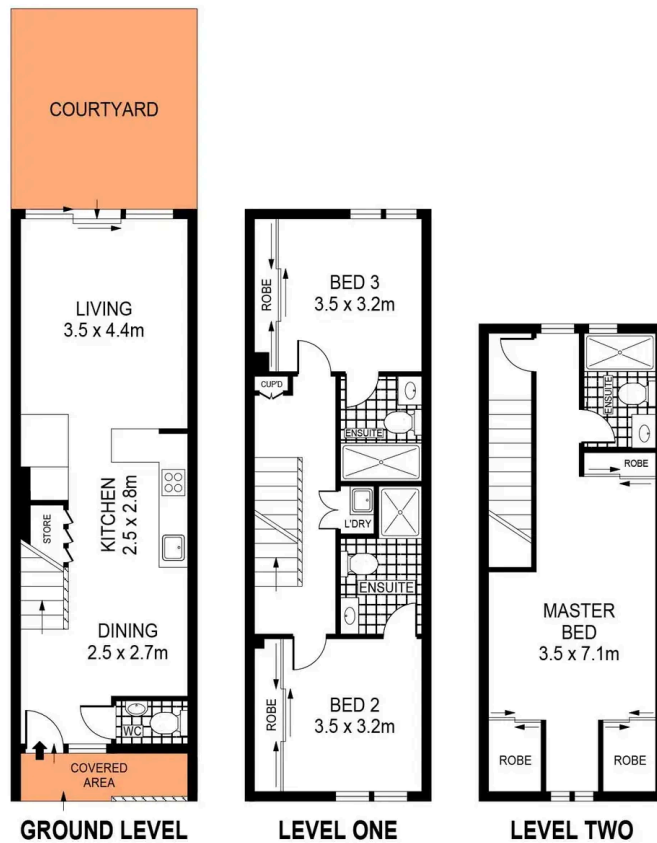 COURTYARD
LIVING
3.5 x 4.4m
KITCHEN
2.5 x 2.8m
STORE
DINING
2.5 x 2.7m
WC
COVERED
AREA
GROUND LEVEL
BED 3
3.5 x 3.2m
ROBE
CUP'D
ENSUITE
L'DRY
ENSUITE
BED 2
3.5 x 3.2m
ROBE
LEVEL ONE
ENSUITE
ROBE
MASTER
BED
3.5 x 7.1m
ROBE
ROBE
LEVEL TWO